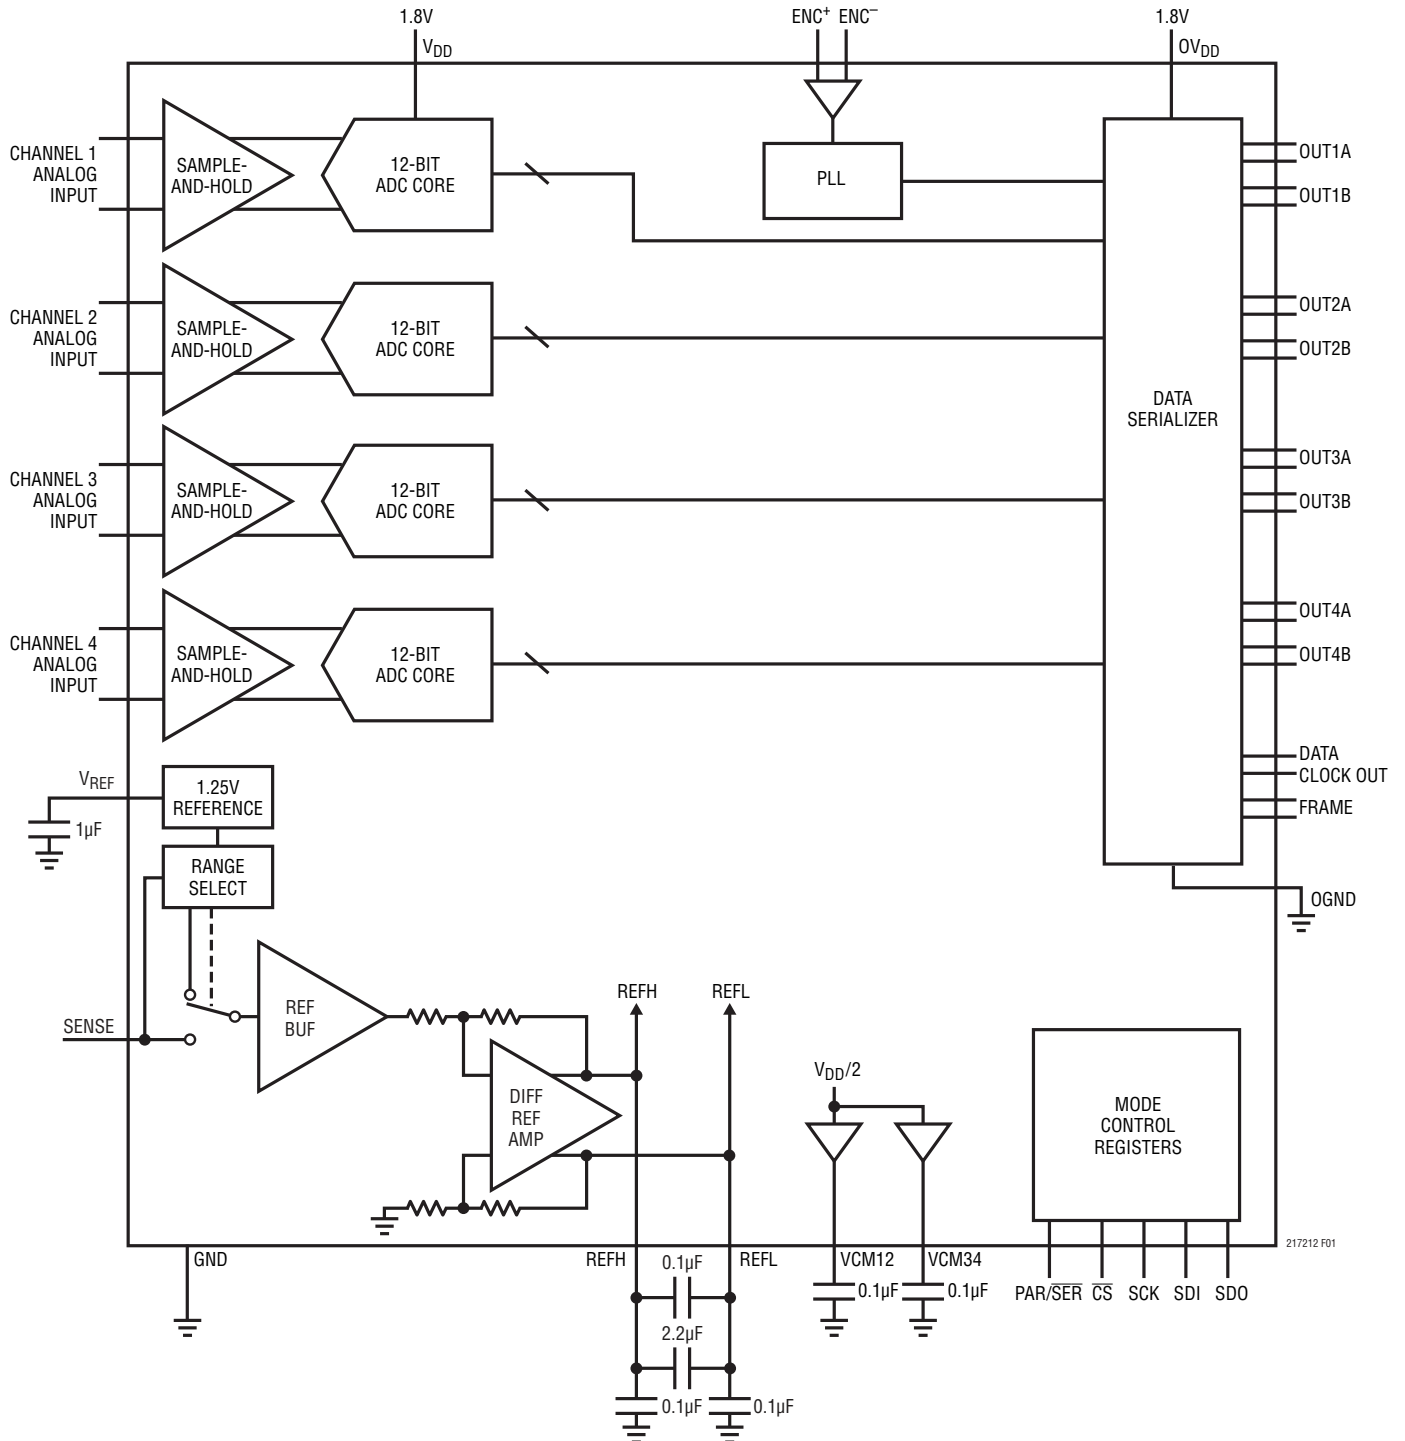 1.8V
ENC+ ENC–
1.8V
VDD
OVDD
CHANNEL 1
ANALOG
INPUT
SAMPLE-
AND-HOLD
12-BIT
ADC CORE
PLL
OUT1A
OUT1B
CHANNEL 2
ANALOG
INPUT
SAMPLE-
AND-HOLD
12-BIT
ADC CORE
OUT2A
OUT2B
DATA
SERIALIZER
CHANNEL 3
ANALOG
INPUT
SAMPLE-
AND-HOLD
12-BIT
ADC CORE
OUT3A
OUT3B
CHANNEL 4
ANALOG
INPUT
SAMPLE-
AND-HOLD
12-BIT
ADC CORE
OUT4A
OUT4B
DATA
CLOCK OUT
FRAME
VREF
1.25V
REFERENCE
1µF
RANGE
SELECT
OGND
SENSE
REF
BUF
REFH
REFL
DIFF
REF
AMP
VDD/2
MODE
CONTROL
REGISTERS
217212 F01
GND
REFH
0.1µF
REFL
VCM12
VCM34
0.1µF
0.1µF
PAR/SER
CS
SCK
SDI
SDO
2.2µF
0.1µF
0.1µF